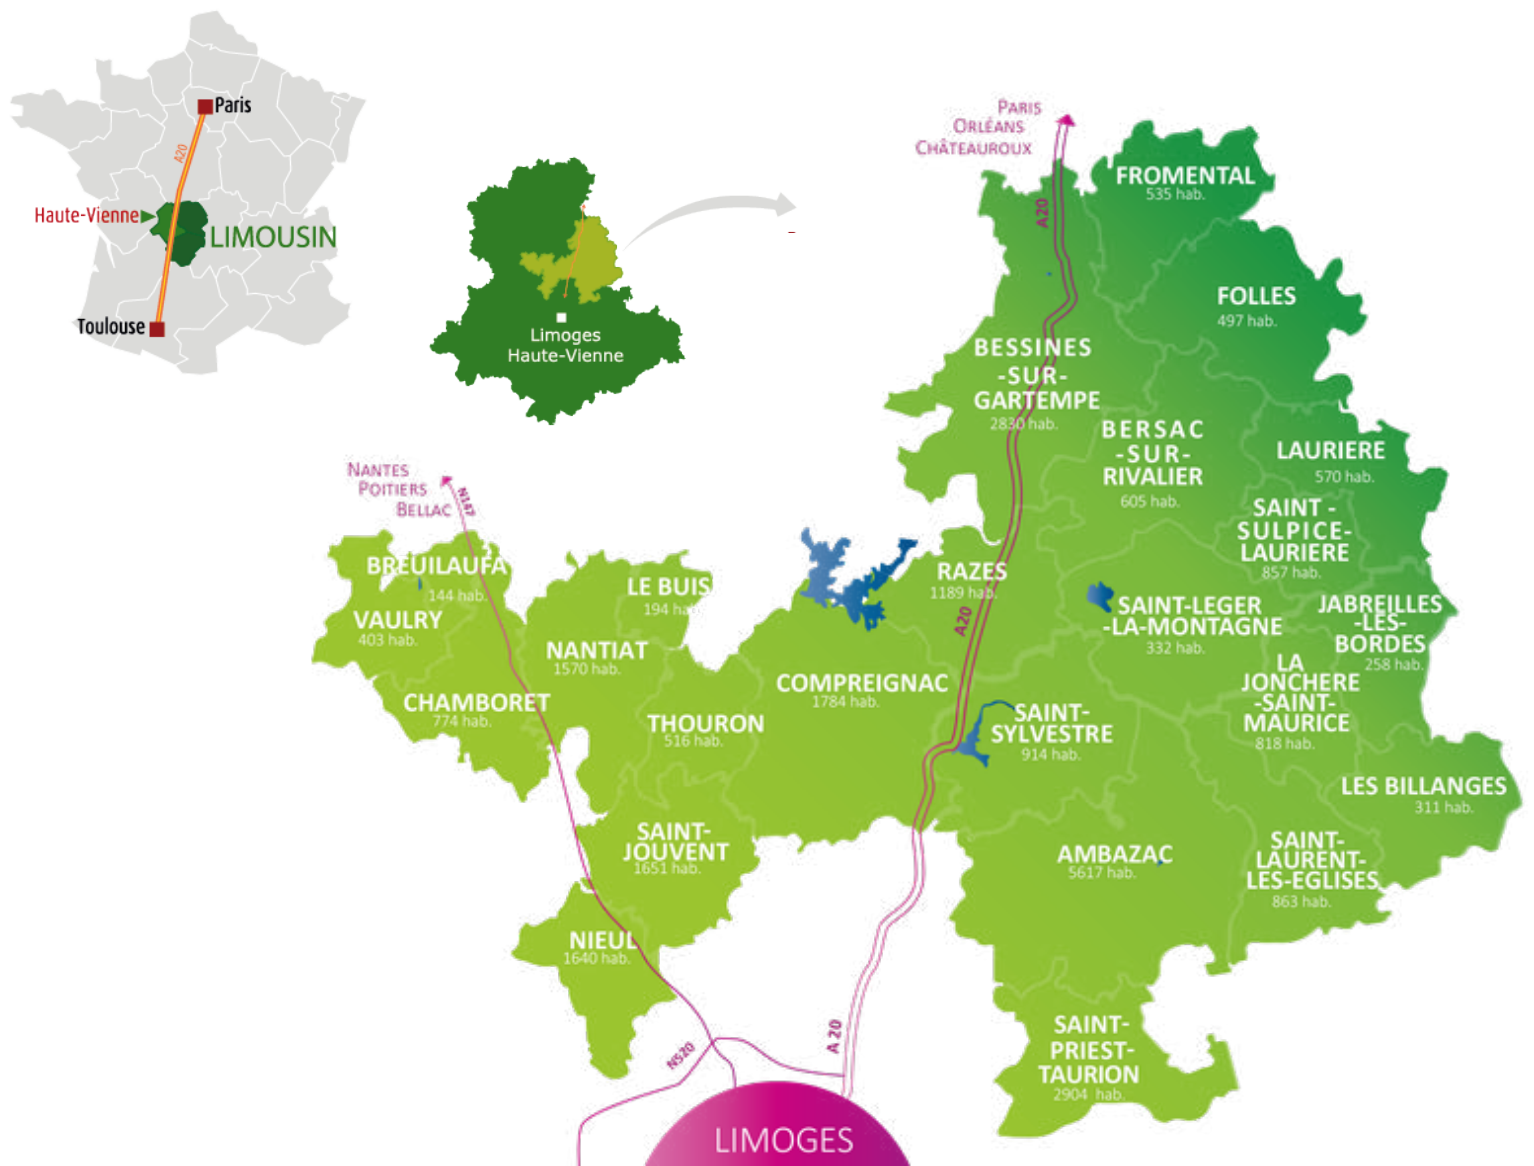 Paris
A20
Haute-Vienne
LIMOUSIN
Toulouse
Limoges
Haute-Vienne
PARIS
ORLÉANS
CHÂTEAUROUX
A20
FROMENTAL
535 hab.
FOLLES
497 hab.
BESSINES
-SUR-
GARTEMPE
2830 hab.
BERSAC
-SUR-
RIVALIER
605 hab.
LAURIERE
570 hab.
SAINT -
SULPICE-
LAURIERE
857 hab.
NANTES
POITIERS
BELLAC
N147
BREUILAUFA
144 hab.
VAULRY
403 hab.
LE BUIS
194 hab
NANTIAT
1570 hab.
CHAMBORET
774 hab.
THOURON
516 hab.
COMPREIGNAC
1784 hab.
RAZES
1189 hab.
A20
SAINT-LEGER
-LA-MONTAGNE
332 hab.
JABREILLES
-LES-
BORDES
258 hab.
LA
JONCHERE
-SAINT-
MAURICE
818 hab.
SAINT-
SYLVESTRE
914 hab.
LES BILLANGES
311 hab.
SAINT-
JOUVENT
1651 hab.
AMBAZAC
5617 hab.
SAINT-
LAURENT-
LES-EGLISES
863 hab.
NIEUL
1640 hab.
SAINT-
PRIEST-
TAURION
2904 hab.
N520
A 20
LIMOGES